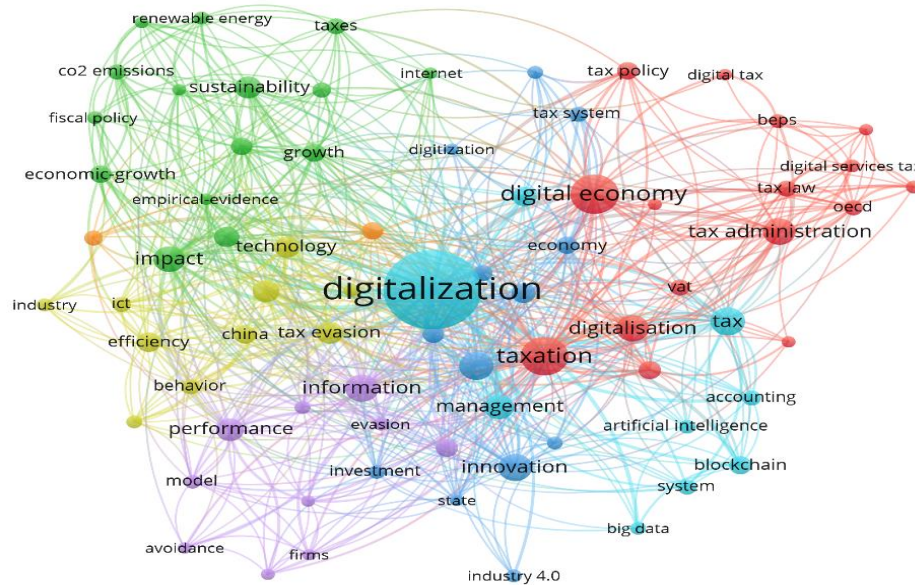 renewable energy
taxes
co2 emissions
internet
tax policy
digital tax
sustainability
tax system
fiscal policy
beps
digitization
growth
digital services tax
economic-growth
digital economy
tax law
empirical-evidence
oecd
technology
economy
tax administration
impact
digitalization
vat
industry
ict
efficiency
china
tax evasion
digitalisation
tax
taxation
behavior
information
management
accounting
performance
evasion
artificial intelligence
model
investment
innovation
blockchain
system
state
big data
avoidance
firms
industry 4.0